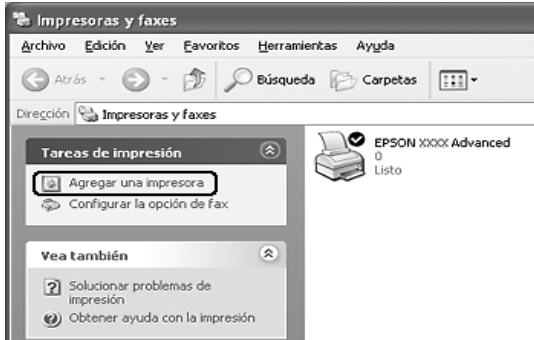 Impresoras y faxes
Archivo Edición Ver Favoritos Herramientas Ayuda
Atrás Búsqueda Carpetas
Dirección Impresoras y faxes
Tareas de impresión
Agregar una impresora
Configurar la opción de fax
Vea también
Solucionar problemas de
impresión
Obtener ayuda con la impresión
EPSON XXXX Advanced
0
Listo